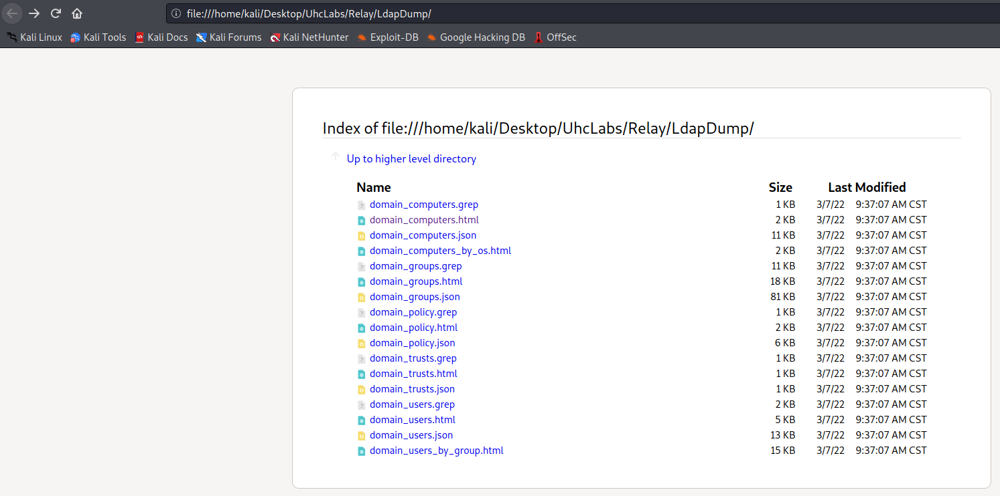 file:///home/kali/Desktop/UhcLabs/Relay/LdapDump/
Kali Linux Kali Tools Kali Docs Kali Forums Kali NetHunter Exploit-DB Google Hacking DB OffSec
Index of file:///home/kali/Desktop/UhcLabs/Relay/LdapDump/
Up to higher level directory
Name Size Last Modified
domain_computers.grep 1 KB 3/7/22 9:37:07 AM CST
domain_computers.html 2 KB 3/7/22 9:37:07 AM CST
domain_computers.json 11 KB 3/7/22 9:37:07 AM CST
domain_computers_by_os.html 2 KB 3/7/22 9:37:07 AM CST
domain_groups.grep 11 KB 3/7/22 9:37:07 AM CST
domain_groups.html 18 KB 3/7/22 9:37:07 AM CST
domain_groups.json 81 KB 3/7/22 9:37:07 AM CST
domain_policy.grep 1 KB 3/7/22 9:37:07 AM CST
domain_policy.html 2 KB 3/7/22 9:37:07 AM CST
domain_policy.json 6 KB 3/7/22 9:37:07 AM CST
domain_trusts.grep 1 KB 3/7/22 9:37:07 AM CST
domain_trusts.html 1 KB 3/7/22 9:37:07 AM CST
domain_trusts.json 1 KB 3/7/22 9:37:07 AM CST
domain_users.grep 2 KB 3/7/22 9:37:07 AM CST
domain_users.html 5 KB 3/7/22 9:37:07 AM CST
domain_users.json 13 KB 3/7/22 9:37:07 AM CST
domain_users_by_group.html 15 KB 3/7/22 9:37:07 AM CST